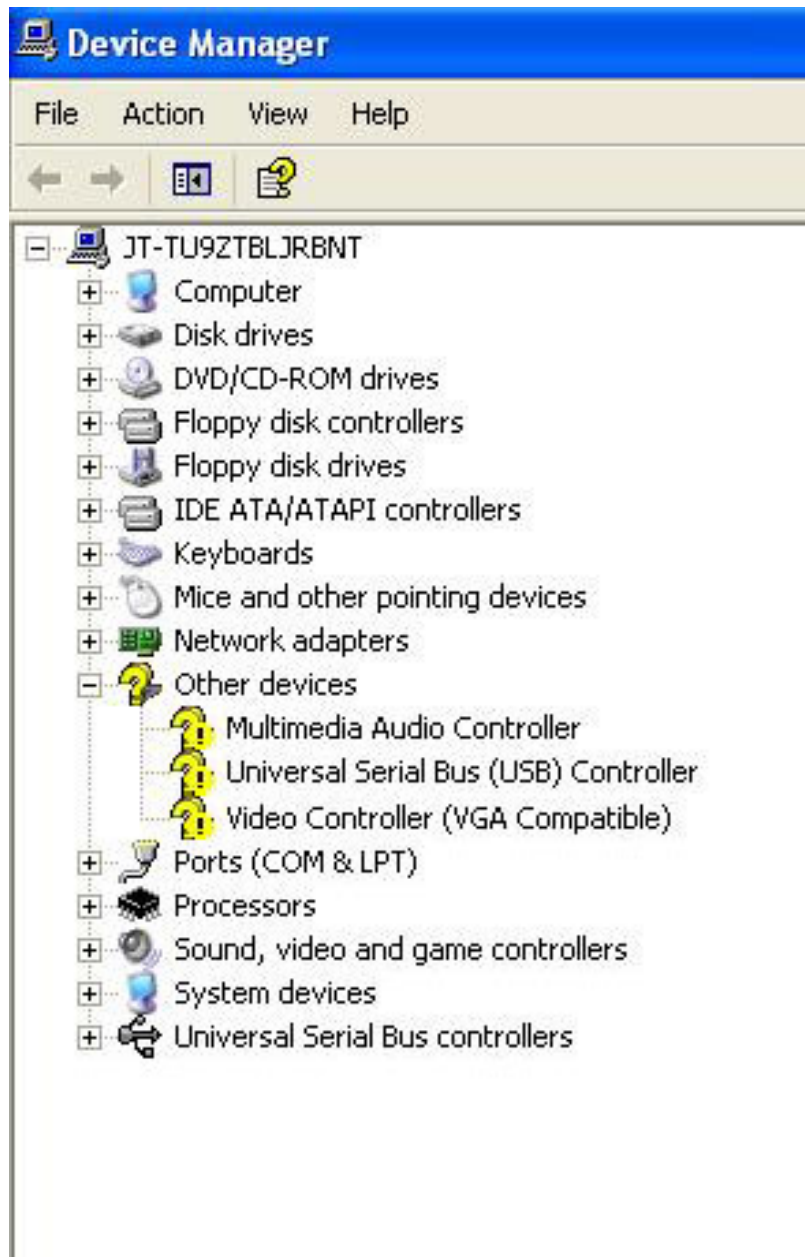 Device Manager
File Action View Help
JT-TU9ZTBLJRBNT
Computer
Disk drives
DVD/CD-ROM drives
Floppy disk controllers
Floppy disk drives
IDE ATA/ATAPI controllers
Keyboards
Mice and other pointing devices
Network adapters
Other devices
Multimedia Audio Controller
Universal Serial Bus (USB) Controller
Video Controller (VGA Compatible)
Ports (COM & LPT)
Processors
Sound, video and game controllers
System devices
Universal Serial Bus controllers